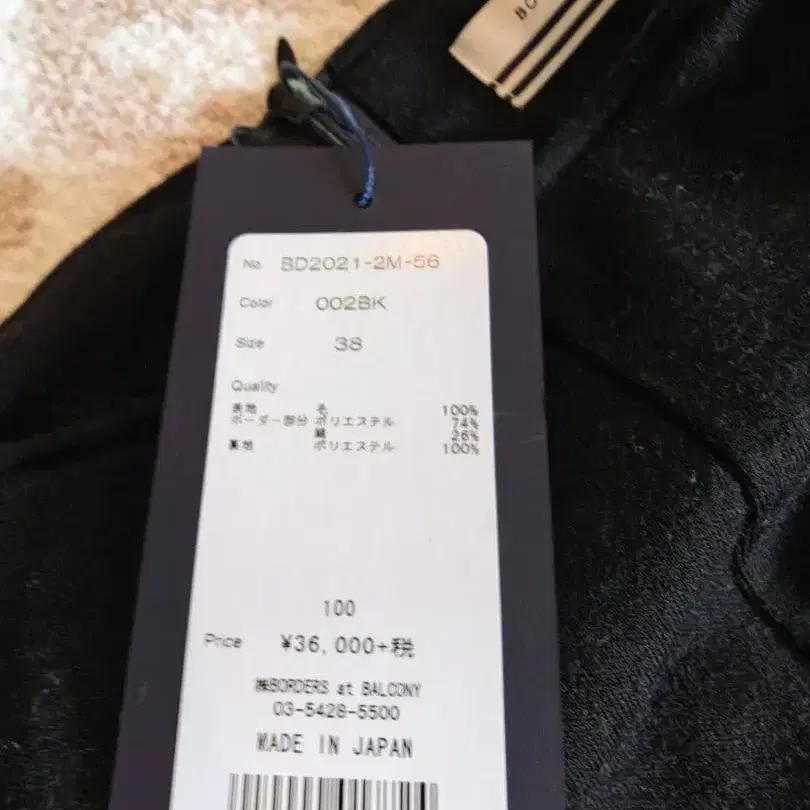 BO
No. BD2021-2M-56
Color 002BK
Size 38
Quality
表地 毛 100%
ボーダー部分 ポリエステル 74%
綿 26%
裏地 ポリエステル 100%
100
Price ¥36,000+税
㈱BORDERS at BALCONY
03-5428-5500
MADE IN JAPAN